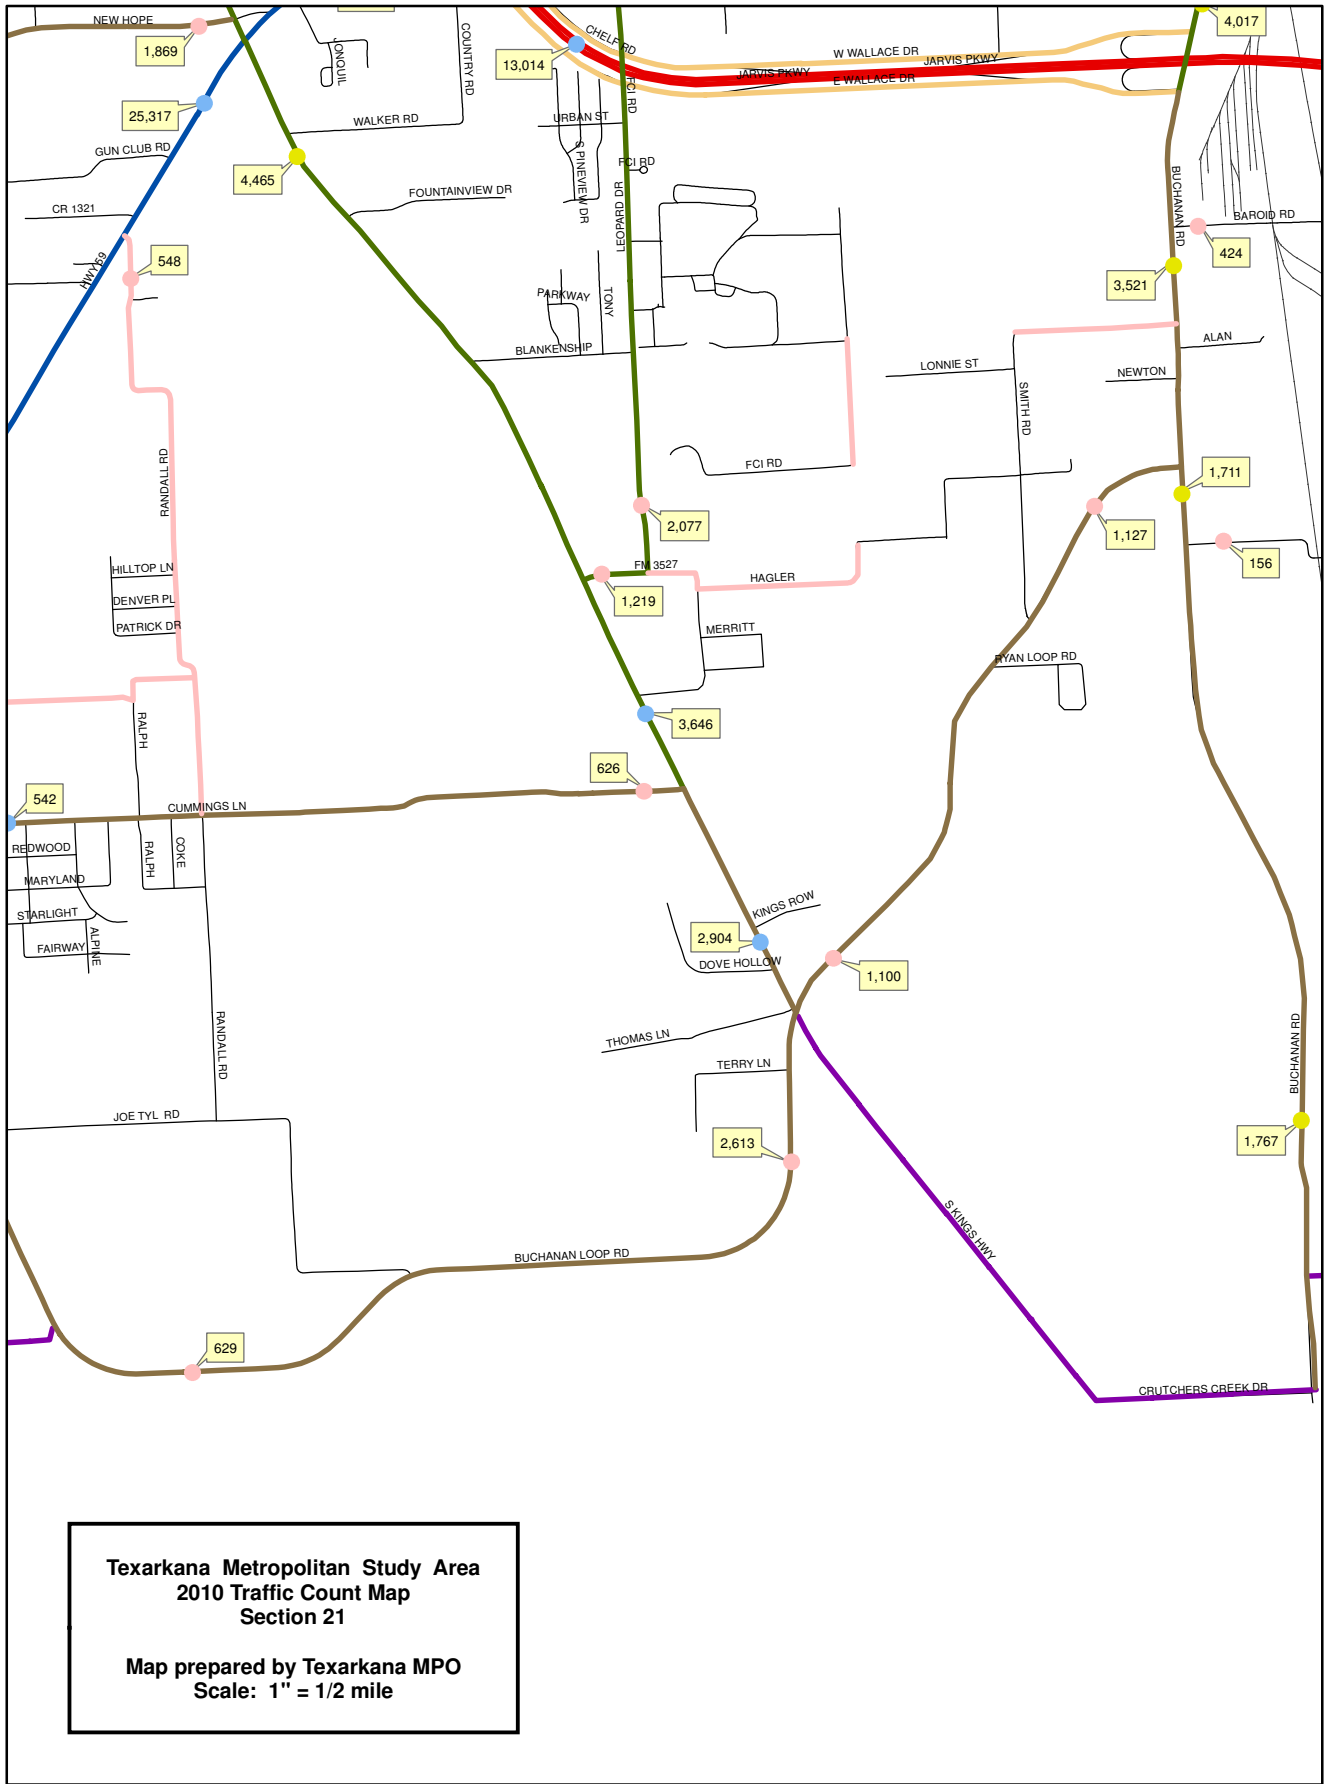 NEW HOPE
1,869
25,317
JONQUIL
COUNTRY RD
13,014
CHELF RD
FCI RD
W WALLACE DR
JARVIS PKWY
JARVIS PKWY
E WALLACE DR
4,017
WALKER RD
URBAN ST
GUN CLUB RD
4,465
S PINEVIEW DR
FCI RD
LEOPARD DR
FOUNTAINVIEW DR
BUCHANAN RD
CR 1321
BAROID RD
424
HWY 59
548
3,521
PARKWAY
TONY
BLANKENSHIP
ALAN
LONNIE ST
NEWTON
SMITH RD
RANDALL RD
FCI RD
1,711
2,077
1,127
156
HILLTOP LN
FM 3527
HAGLER
DENVER PL
1,219
PATRICK DR
MERRITT
RYAN LOOP RD
RALPH
3,646
626
542
CUMMINGS LN
REDWOOD
RALPH
COKE
MARYLAND
STARLIGHT
KINGS ROW
FAIRWAY
ALPINE
2,904
DOVE HOLLOW
1,100
RANDALL RD
THOMAS LN
BUCHANAN RD
TERRY LN
JOE TYL RD
2,613
1,767
S KINGS HWY
BUCHANAN LOOP RD
629
CRUTCHERS CREEK DR
Texarkana Metropolitan Study Area
2010 Traffic Count Map
Section 21
Map prepared by Texarkana MPO
Scale: 1" = 1/2 mile